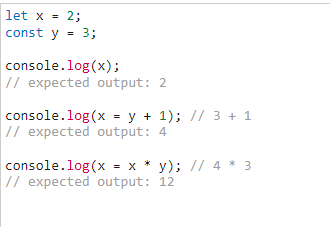 let x = 2;
const y = 3;
console.log(x);
// expected output: 2
console.log(x = y + 1); // 3 + 1
// expected output: 4
console.log(x = x * y); // 4 * 3
// expected output: 12